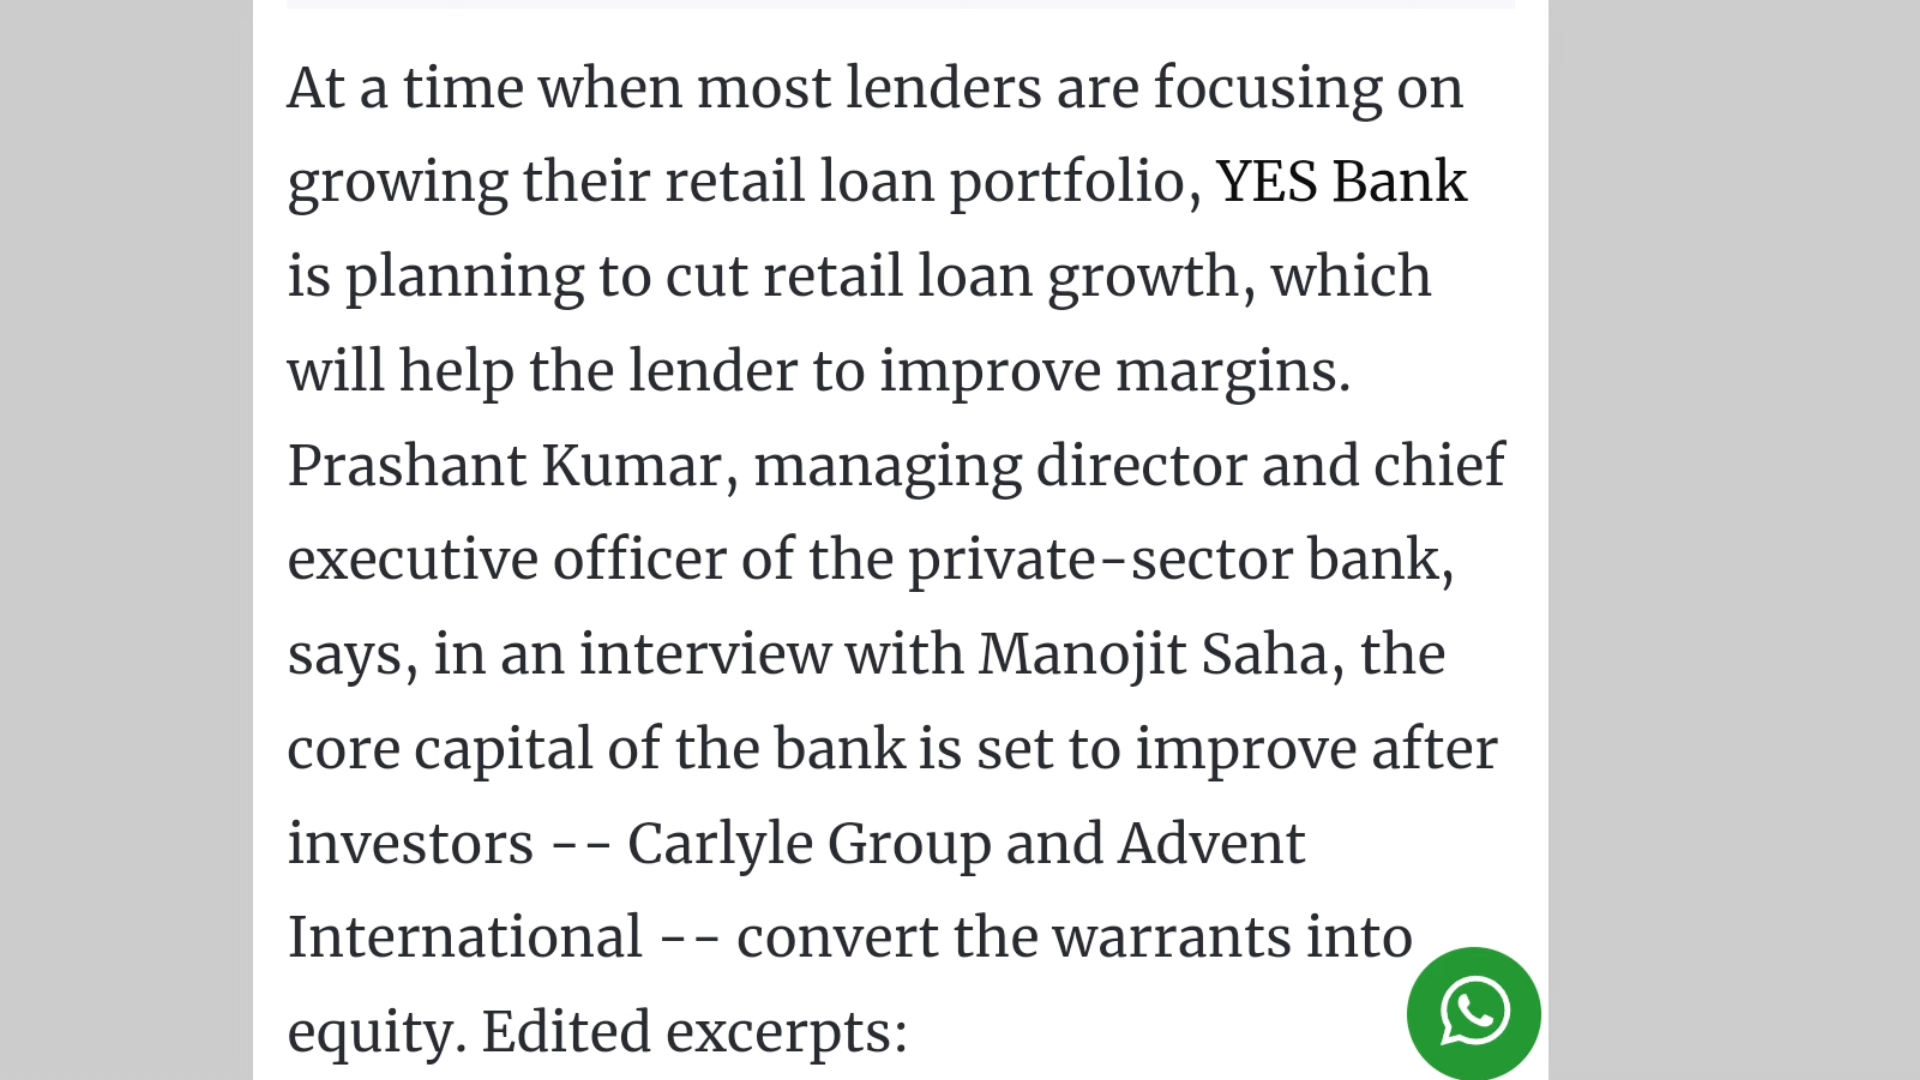 At a time when most lenders are focusing on
growing their retail loan portfolio, YES Bank
is planning to cut retail loan growth, which
will help the lender to improve margins.
Prashant Kumar, managing director and chief
executive officer of the private-sector bank,
says, in an interview with Manojit Saha, the
core capital of the bank is set to improve after
investors -- Carlyle Group and Advent
International -- convert the warrants into
equity. Edited excerpts: